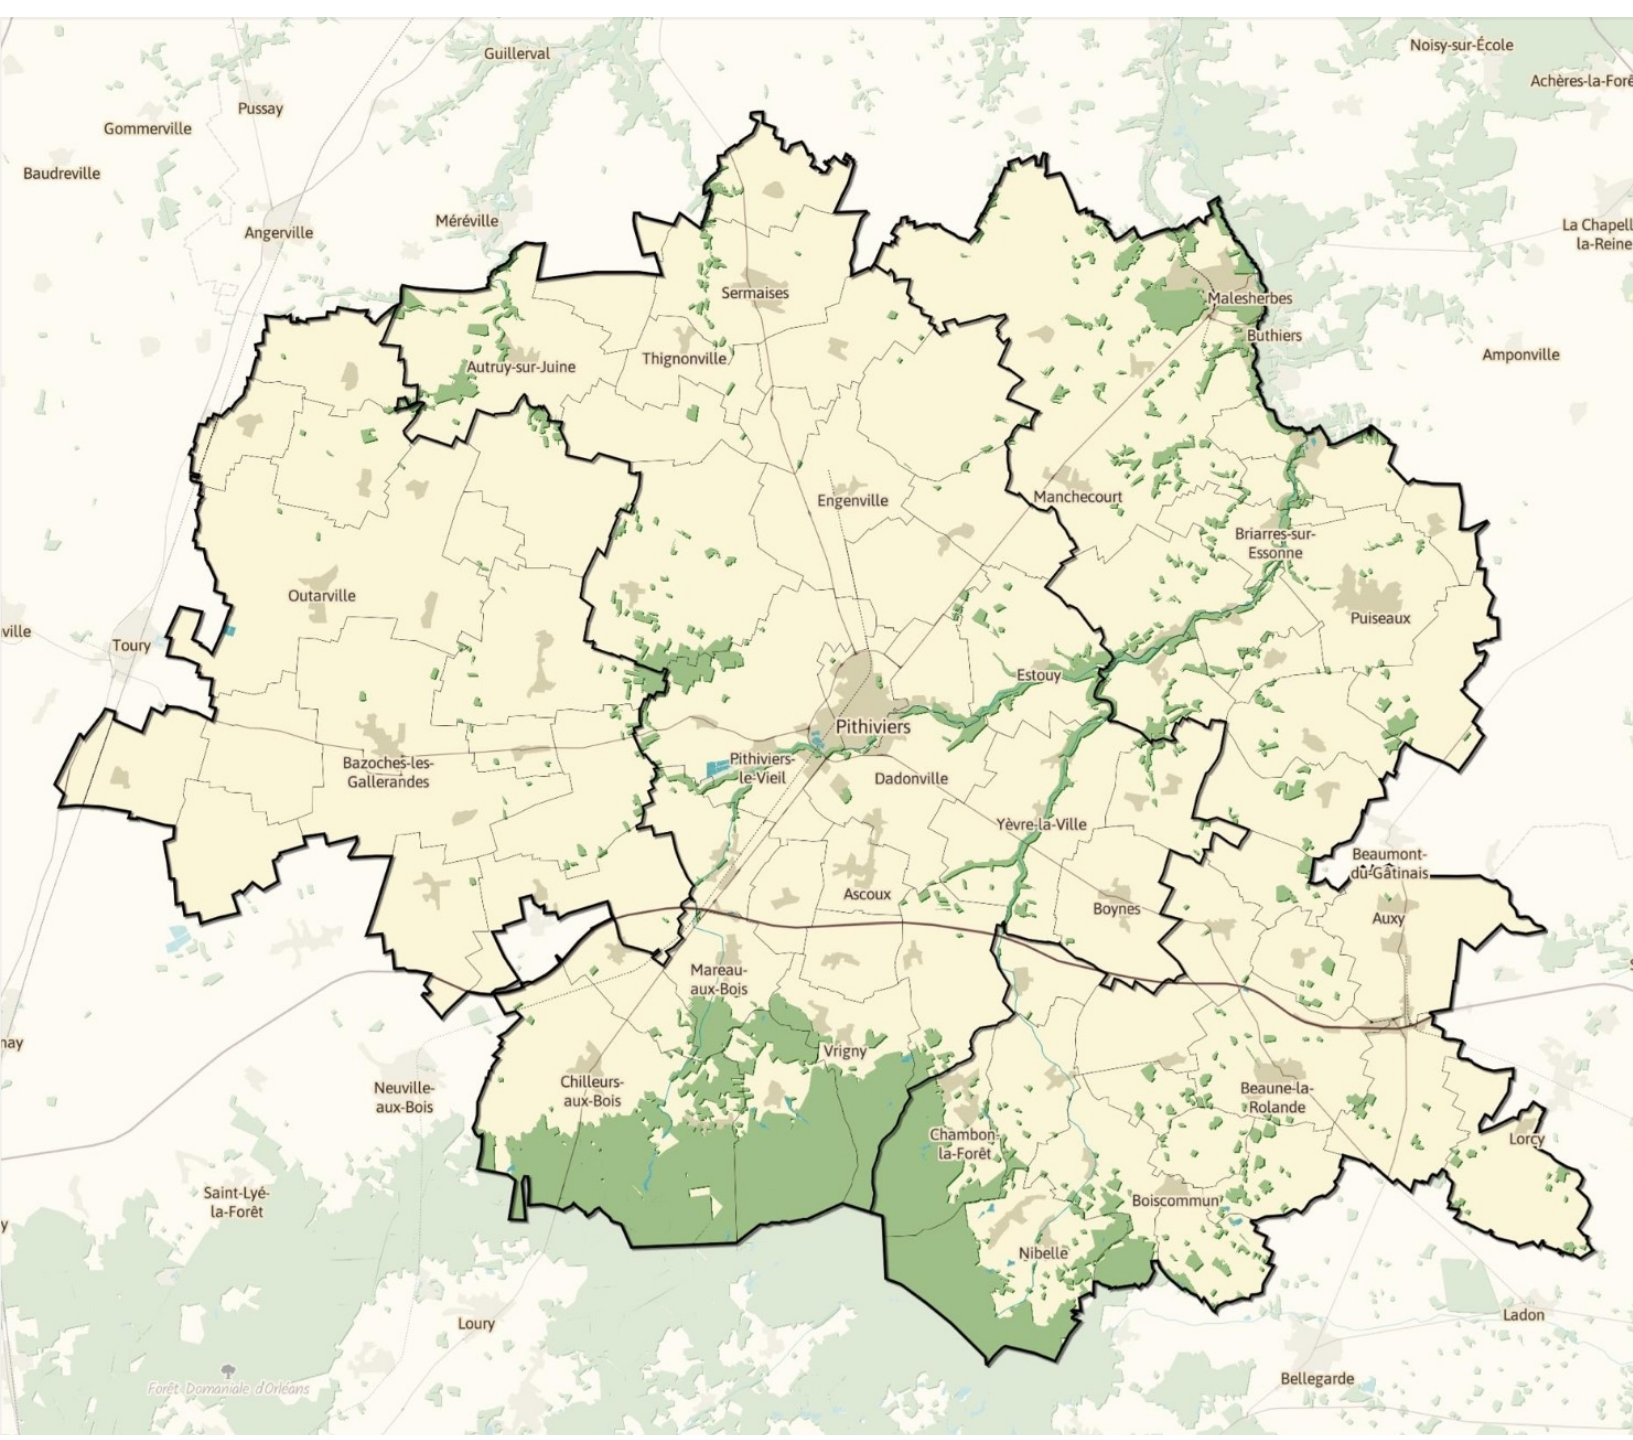 Guillerval
Noisy-sur-École
Achères-la-Forê
Pussay
Gommerville
Baudreville
Méréville
Angerville
La Chapell
la-Reine
Sermaises
Malesherbes
Buthiers
Amponville
Thignonville
Autruy-sur-Juine
Engenville
Manchecourt
Briarres-sur-
Essonne
Outarville
Puiseaux
ville
Toury
Estouy
Pithiviers
Pithiviers-
le-Vieil
Dadonville
Bazoches-les-
Gallerandes
Yèvre-la-Ville
Beaumont-
du-Gâtinais
Ascoux
Boynes
Auxy
Mareau-
aux-Bois
nay
Vrigny
Neuville-
aux-Bois
Chilleurs-
aux-Bois
Beaune-la-
Rolande
Chambon-
la-Forêt
Lorcy
Saint-Lyé-
la-Forêt
Boiscommun
y
Nibelle
Loury
Ladon
Forêt Domaniale d'Orléans
Bellegarde